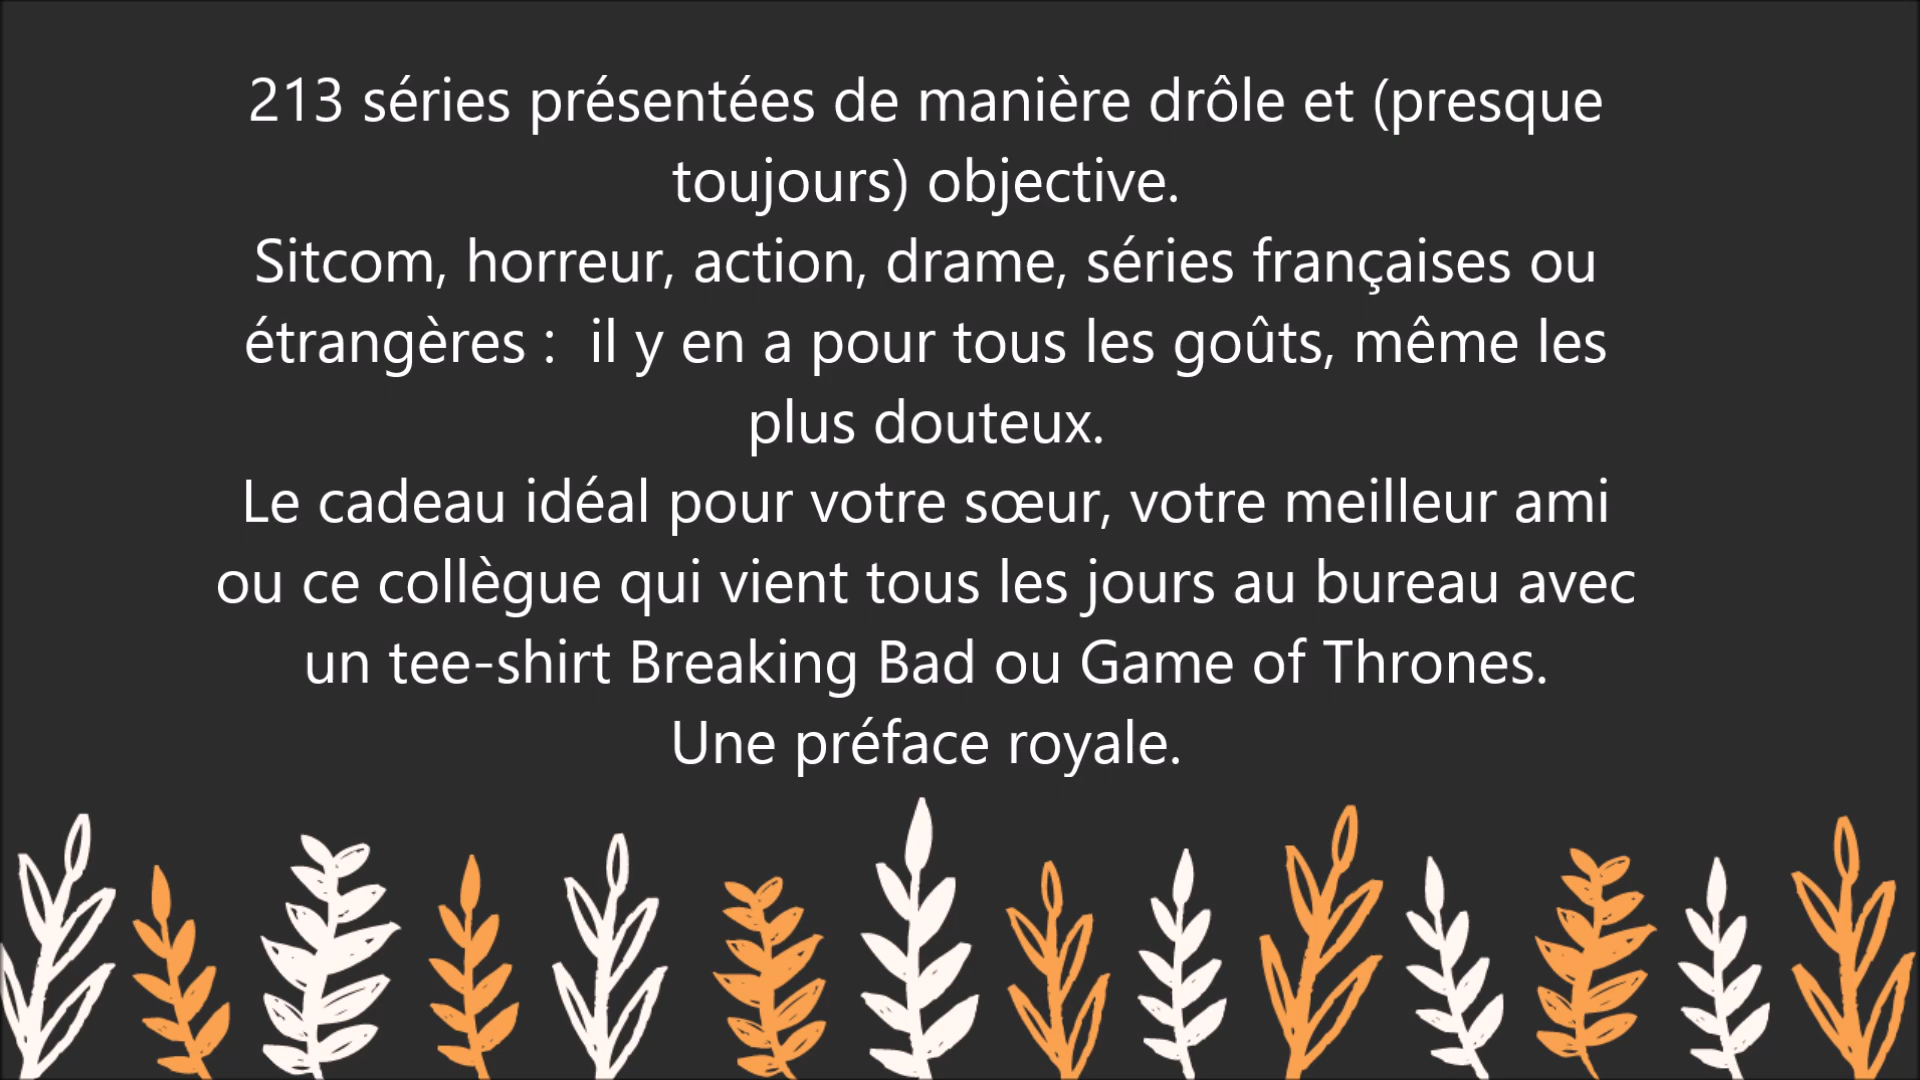 213 séries présentées de manière drôle et (presque
toujours) objective.
Sitcom, horreur, action, drame, séries françaises ou
étrangères :  il y en a pour tous les goûts, même les
plus douteux.
Le cadeau idéal pour votre sœur, votre meilleur ami
ou ce collègue qui vient tous les jours au bureau avec
un tee-shirt Breaking Bad ou Game of Thrones.
Une préface royale.